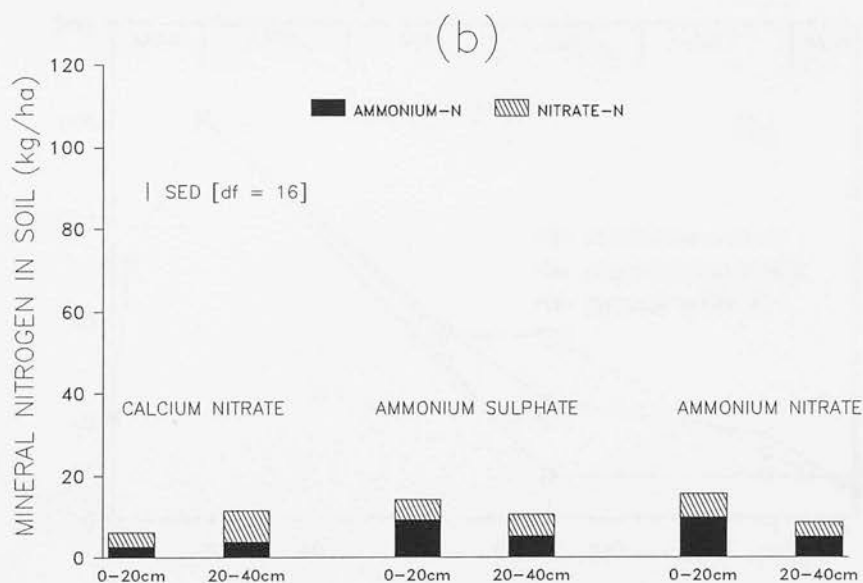 (b)
MINERAL NITROGEN IN SOIL (kg/ha)
120
100
80
60
40
20
0
AMMONIUM-N
NITRATE-N
SED [df = 16]
CALCIUM NITRATE
AMMONIUM SULPHATE
AMMONIUM NITRATE
0-20cm
20-40cm
0-20cm
20-40cm
0-20cm
20-40cm